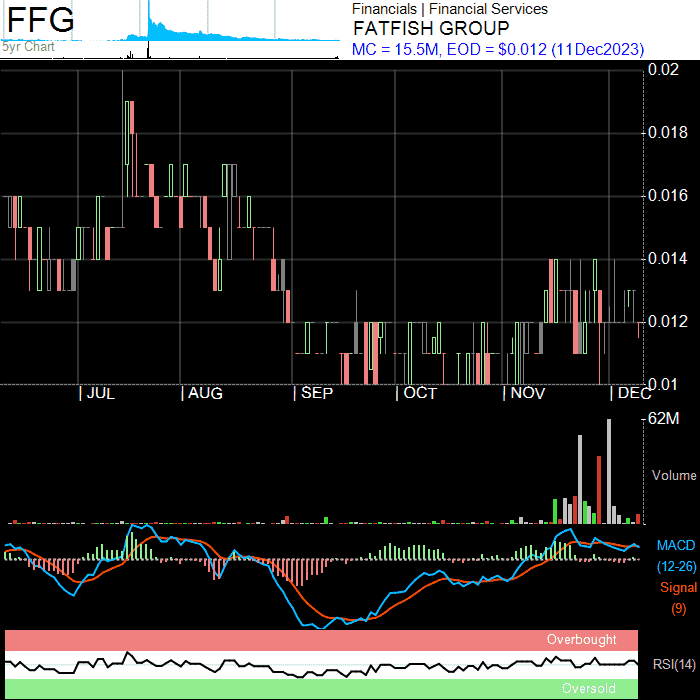 FFG
5yr Chart
Financials | Financial Services
FATFISH GROUP
MC = 15.5M, EOD = $0.012 (11Dec2023)
0.02
0.018
0.016
0.014
0.012
0.01
| JUL | AUG | SEP | OCT | NOV | DEC
62M
Volume
MACD
(12-26)
Signal
(9)
Overbought
RSI(14)
Oversold